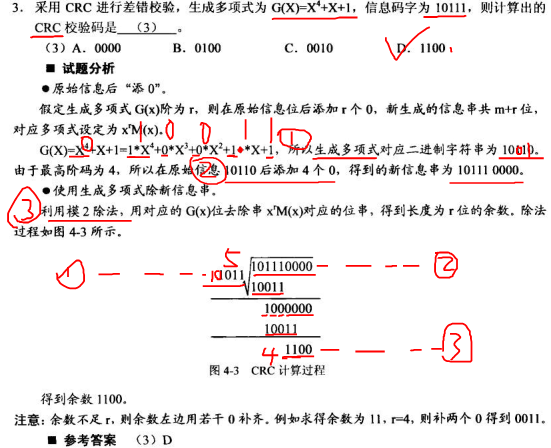 3. 采用 CRC 进行差错校验，生成多项式为 G(X)=X⁴+X+1，信息码字为 10111，则计算出的
CRC 校验码是 （3） 。
（3）A．0000 B．0100 C．0010 D．1100
■ 试题分析
●原始信息后“添 0”。
假定生成多项式 G(x)阶为 r，则在原始信息位后添加 r 个 0，新生成的信息串共 m+r 位，
对应多项式设定为 xʳM(x)。
1 0 0 1 1 ①
G(X)=X⁴+X+1=1*X⁴+0*X³+0*X²+1*X+1，所以生成多项式对应二进制字符串为
由于最高阶码为 4，所以在原始信息 10110 后添加 4 个 0，得到的新信息串为 10111 0000。
②
●使用生成多项式除新信息串。
③ 利用模 2 除法，用对应的 G(x)位去除串 xʳM(x)对应的位串，得到长度为 r 位的余数。除法
过程如图 4-3 所示。
5
① 101110000 ②
10011
1000000
10011
4 1100 3
图 4-3 CRC 计算过程
得到余数 1100。
注意：余数不足 r，则余数左边用若干 0 补齐。例如求得余数为 11，r=4，则补两个 0 得到 0011。
■ 参考答案 （3）D